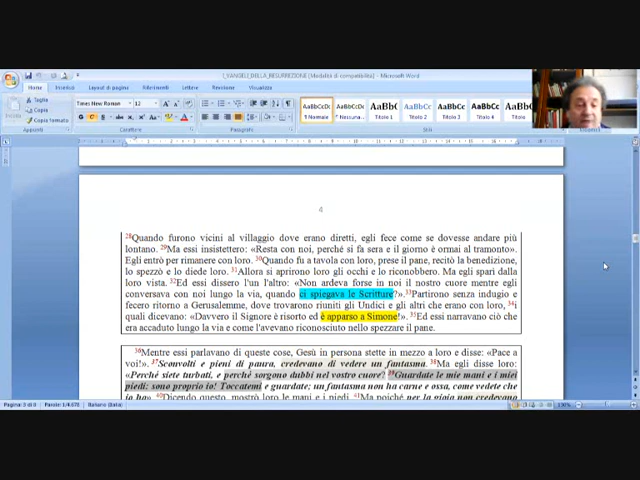 I_VANGELI_DELLA_RESURREZIONE [Modalità di compatibilità] - Microsoft Word
Home Inserisci Layout di pagina Riferimenti Lettere Revisione Visualizza
Taglia
Copia
Copia formato
Appunti
Times New Roman 12
Carattere
Paragrafo
AaBbCcDc AaBbCcDc AaBbC AaBbCc AaBbC AaBbCc AaBbC
¶ Normale ¶ Nessuna... Titolo 1 Titolo 2 Titolo 3 Titolo 4 Titolo 5
Stili
4
28Quando furono vicini al villaggio dove erano diretti, egli fece come se dovesse andare più
lontano. 29Ma essi insistettero: «Resta con noi, perché si fa sera e il giorno è ormai al tramonto».
Egli entrò per rimanere con loro. 30Quando fu a tavola con loro, prese il pane, recitò la benedizione,
lo spezzò e lo diede loro. 31Allora si aprirono loro gli occhi e lo riconobbero. Ma egli sparì dalla
loro vista. 32Ed essi dissero l'un l'altro: «Non ardeva forse in noi il nostro cuore mentre egli
conversava con noi lungo la via, quando ci spiegava le Scritture?». 33Partirono senza indugio e
fecero ritorno a Gerusalemme, dove trovarono riuniti gli Undici e gli altri che erano con loro, 34i
quali dicevano: «Davvero il Signore è risorto ed è apparso a Simone!». 35Ed essi narravano ciò che
era accaduto lungo la via e come l'avevano riconosciuto nello spezzare il pane.
36Mentre essi parlavano di queste cose, Gesù in persona stette in mezzo a loro e disse: «Pace a
voi!». 37Sconvolti e pieni di paura, credevano di vedere un fantasma. 38Ma egli disse loro:
«Perché siete turbati, e perché sorgono dubbi nel vostro cuore? 39Guardate le mie mani e i miei
piedi: sono proprio io! Toccatemi e guardate; un fantasma non ha carne e ossa, come vedete che
io ho». 40Dicendo questo, mostrò loro le mani e i piedi. 41Ma poiché per la gioia non credevano
Italiano (Italia)